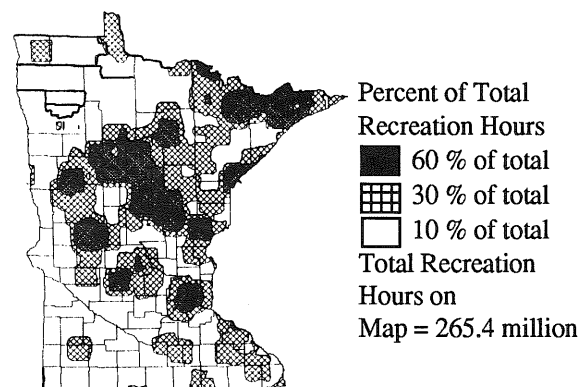 Percent of Total
Recreation Hours
60 % of total
30 % of total
10 % of total
Total Recreation
Hours on
Map = 265.4 million